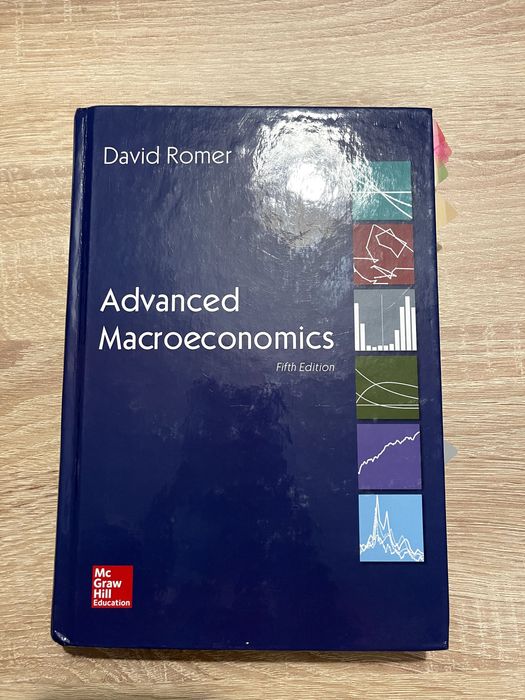 David Romer
Advanced
Macroeconomics
Fifth Edition
Mc
Graw
Hill
Education